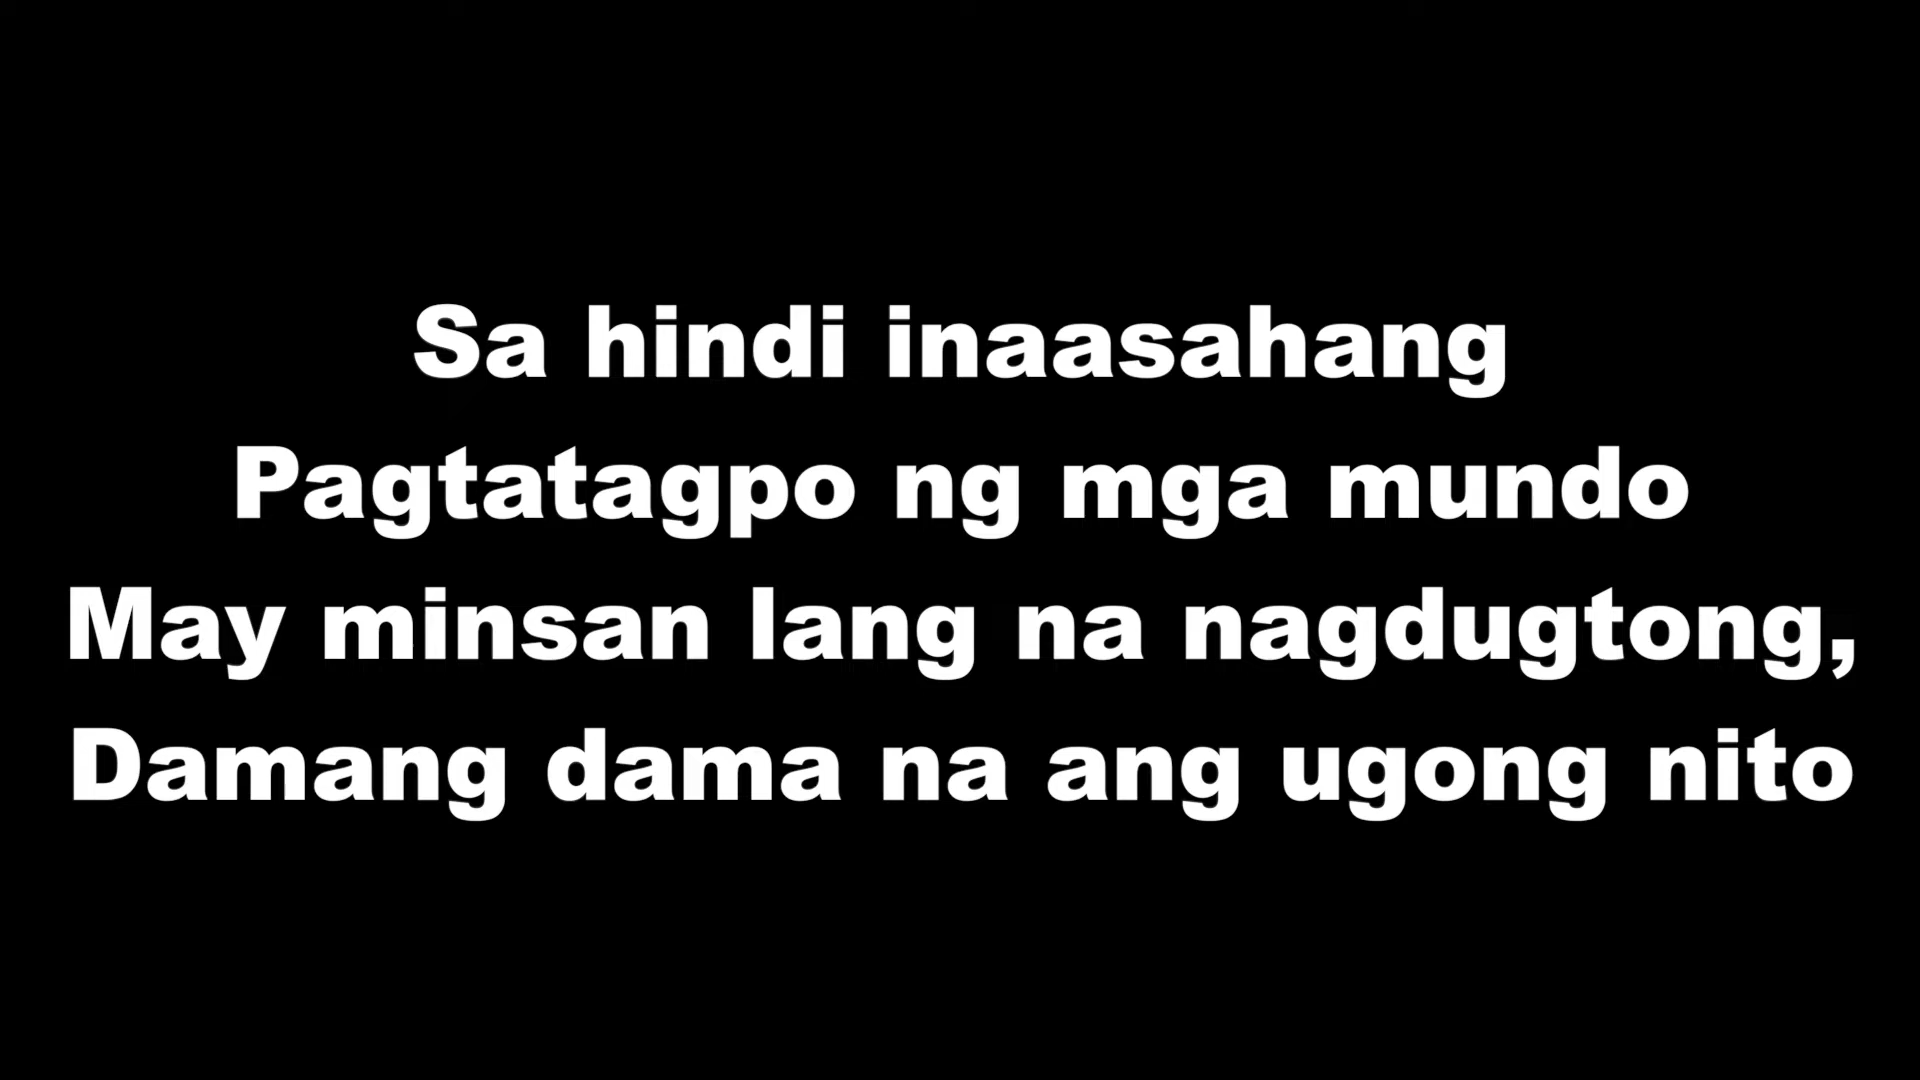 Sa hindi inaasahang
Pagtatagpo ng mga mundo
May minsan lang na nagdugtong,
Damang dama na ang ugong nito